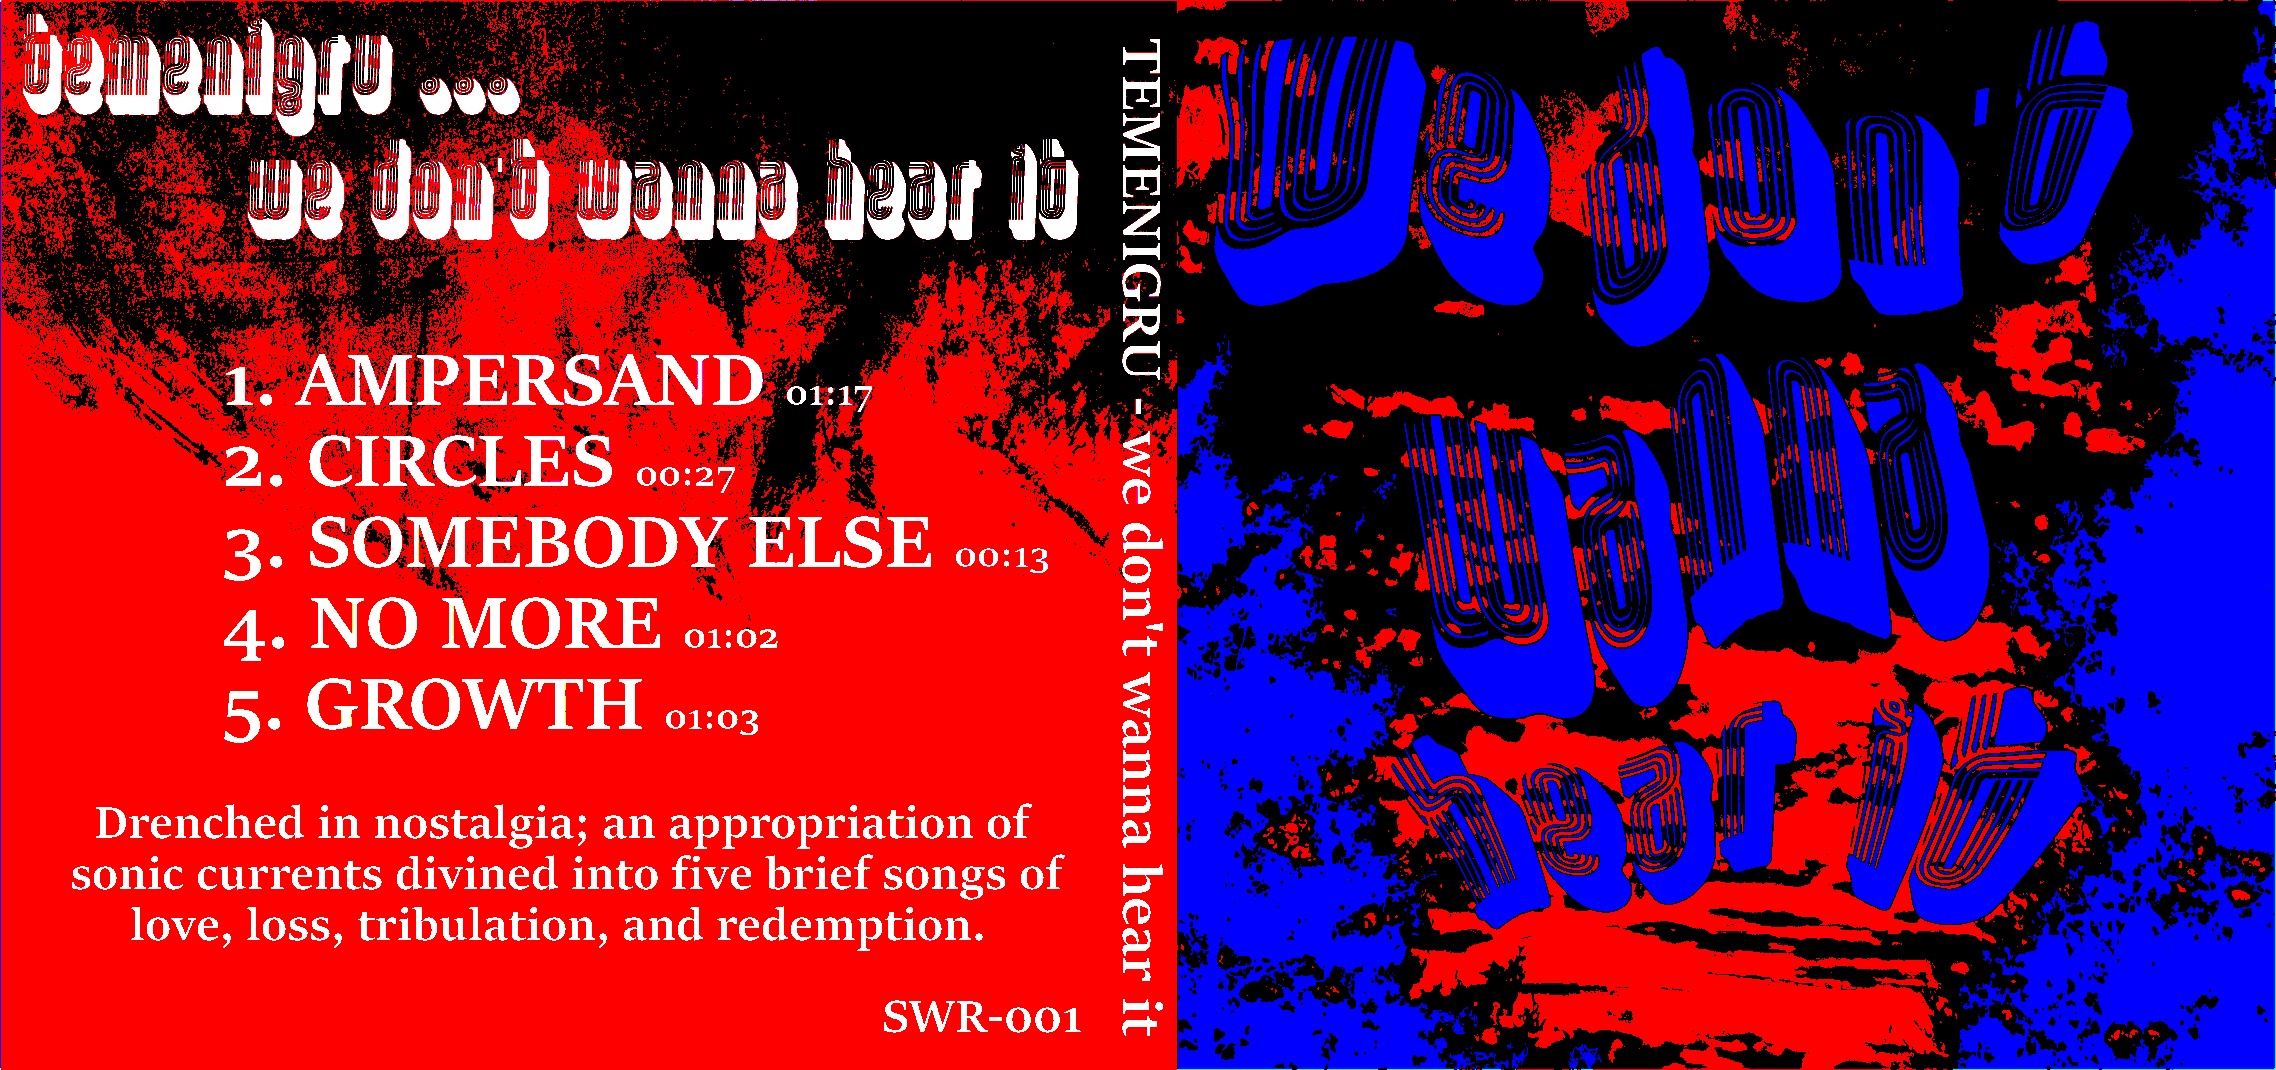 temenigru ...
we don't wanna hear it
1. AMPERSAND 01:17
2. CIRCLES 00:27
3. SOMEBODY ELSE 00:13
4. NO MORE 01:02
5. GROWTH 01:03
Drenched in nostalgia; an appropriation of
sonic currents divined into five brief songs of
love, loss, tribulation, and redemption.
SWR-001
TEMENIGRU - we don't wanna hear it
we don't
wanna
hear it